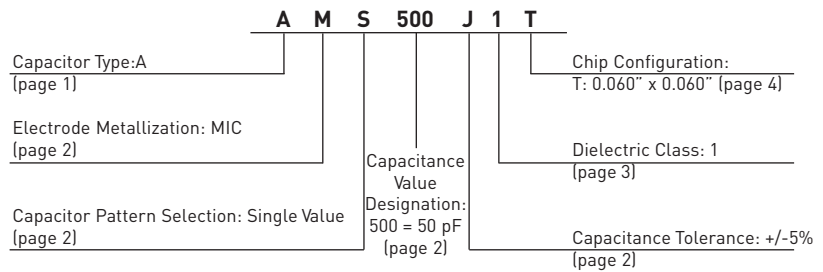 A M S 500 J 1 T
Capacitor Type:A
(page 1)
Electrode Metallization: MIC
(page 2)
Capacitor Pattern Selection: Single Value
(page 2)
Capacitance
Value
Designation:
500 = 50 pF
(page 2)
Chip Configuration:
T: 0.060” x 0.060” (page 4)
Dielectric Class: 1
(page 3)
Capacitance Tolerance: +/-5%
(page 2)